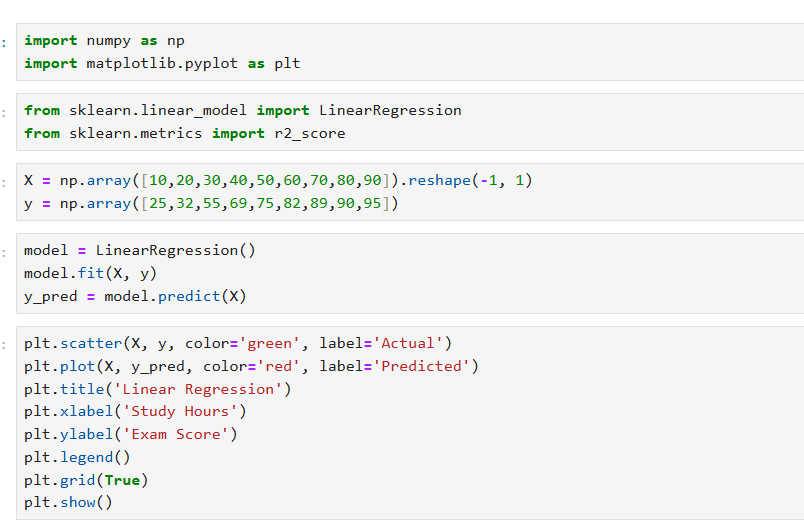 :
import numpy as np
import matplotlib.pyplot as plt
:
from sklearn.linear_model import LinearRegression
from sklearn.metrics import r2_score
:
X = np.array([10,20,30,40,50,60,70,80,90]).reshape(-1, 1)
y = np.array([25,32,55,69,75,82,89,90,95])
:
model = LinearRegression()
model.fit(X, y)
y_pred = model.predict(X)
:
plt.scatter(X, y, color='green', label='Actual')
plt.plot(X, y_pred, color='red', label='Predicted')
plt.title('Linear Regression')
plt.xlabel('Study Hours')
plt.ylabel('Exam Score')
plt.legend()
plt.grid(True)
plt.show()